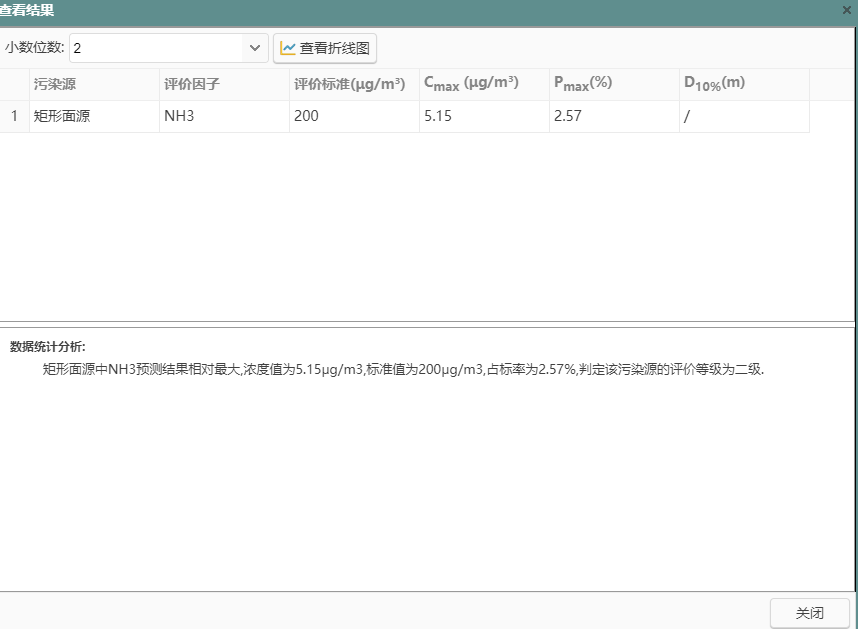 查看结果
小数位数: 2 查看折线图
污染源 评价因子 评价标准(μg/m³) Cmax (μg/m³) Pmax(%) D10%(m)
1 矩形面源 NH3 200 5.15 2.57 /
数据统计分析:
矩形面源中NH3预测结果相对最大,浓度值为5.15μg/m3,标准值为200μg/m3,占标率为2.57%,判定该污染源的评价等级为二级.
关闭